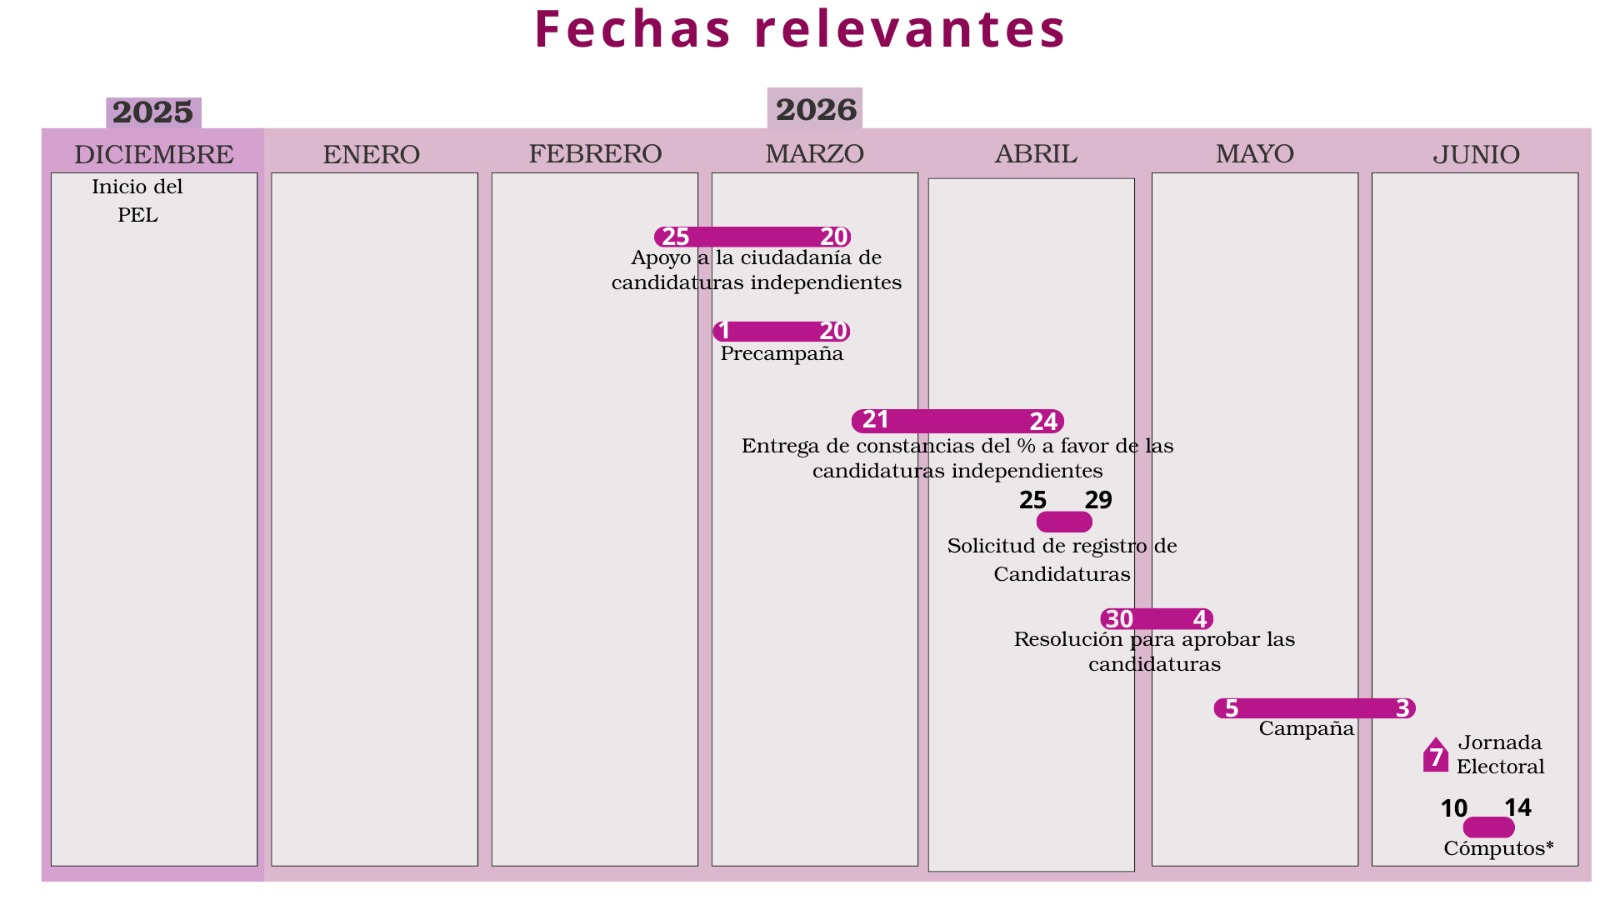 Fechas relevantes
2025
2026
DICIEMBRE
ENERO
FEBRERO
MARZO
ABRIL
MAYO
JUNIO
Inicio del
PEL
25 20
Apoyo a la ciudadanía de
candidaturas independientes
1 20
Precampaña
21 24
Entrega de constancias del % a favor de las
candidaturas independientes
25 29
Solicitud de registro de
Candidaturas
30 4
Resolución para aprobar las
candidaturas
5 3
Campaña
7
Jornada
Electoral
10 14
Cómputos*